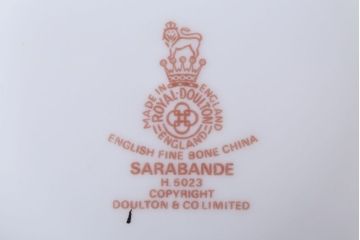 MADE IN ENGLAND
ROYAL·DOULTON
ENGLAND
ENGLISH FINE BONE CHINA
SARABANDE
H. 5023
COPYRIGHT
DOULTON & CO LIMITED